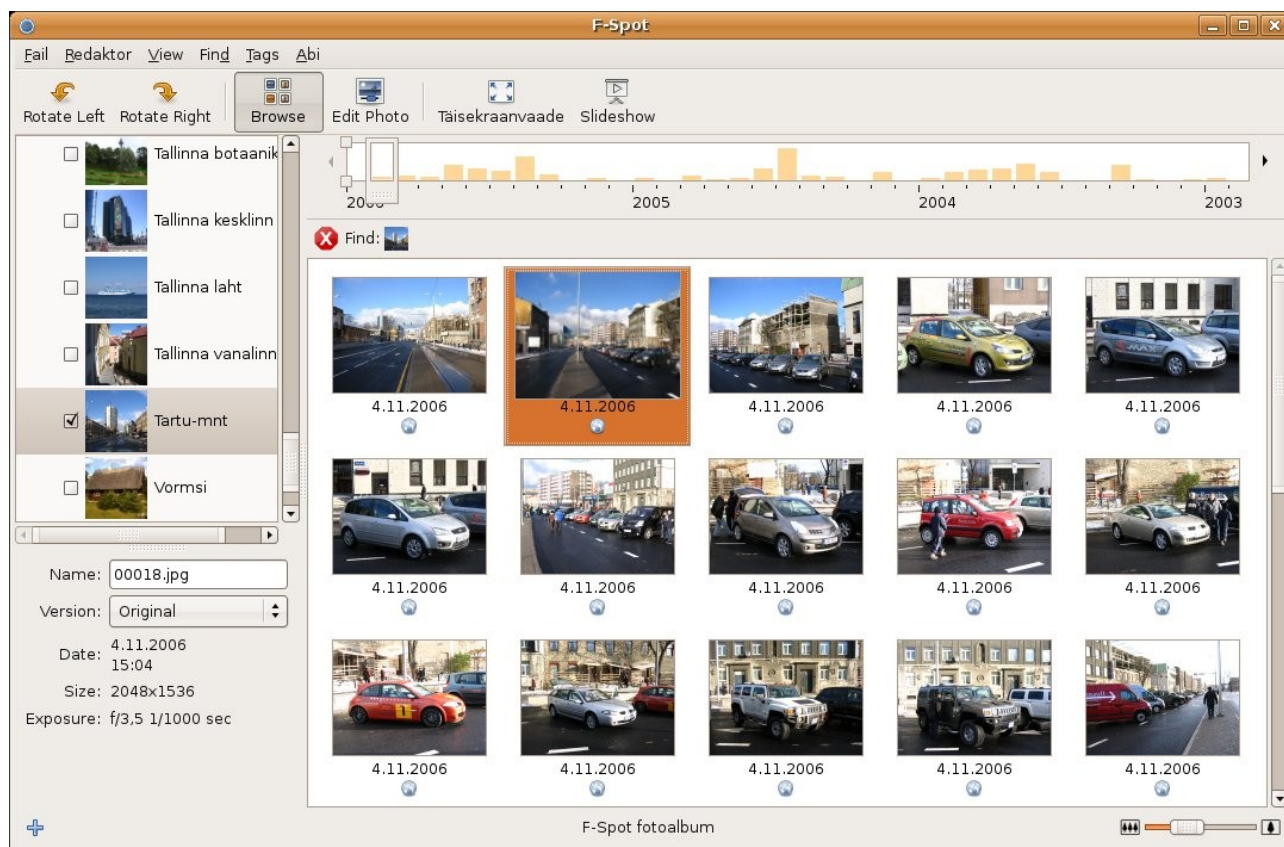 F-Spot
Fail Redaktor View Find Tags Abi
Rotate Left Rotate Right Browse Edit Photo Täisekraanvaade Slideshow
Tallinna botaanik
Tallinna kesklinn
Tallinna laht
Tallinna vanalinn
Tartu-mnt
Vormsi
Name: 00018.jpg
Version: Original
Date: 4.11.2006
15:04
Size: 2048x1536
Exposure: f/3,5 1/1000 sec
2006 2005 2004 2003
Find:
4.11.2006 4.11.2006 4.11.2006 4.11.2006 4.11.2006
4.11.2006 4.11.2006 4.11.2006 4.11.2006 4.11.2006
4.11.2006 4.11.2006 4.11.2006 4.11.2006 4.11.2006
F-Spot fotoalbum